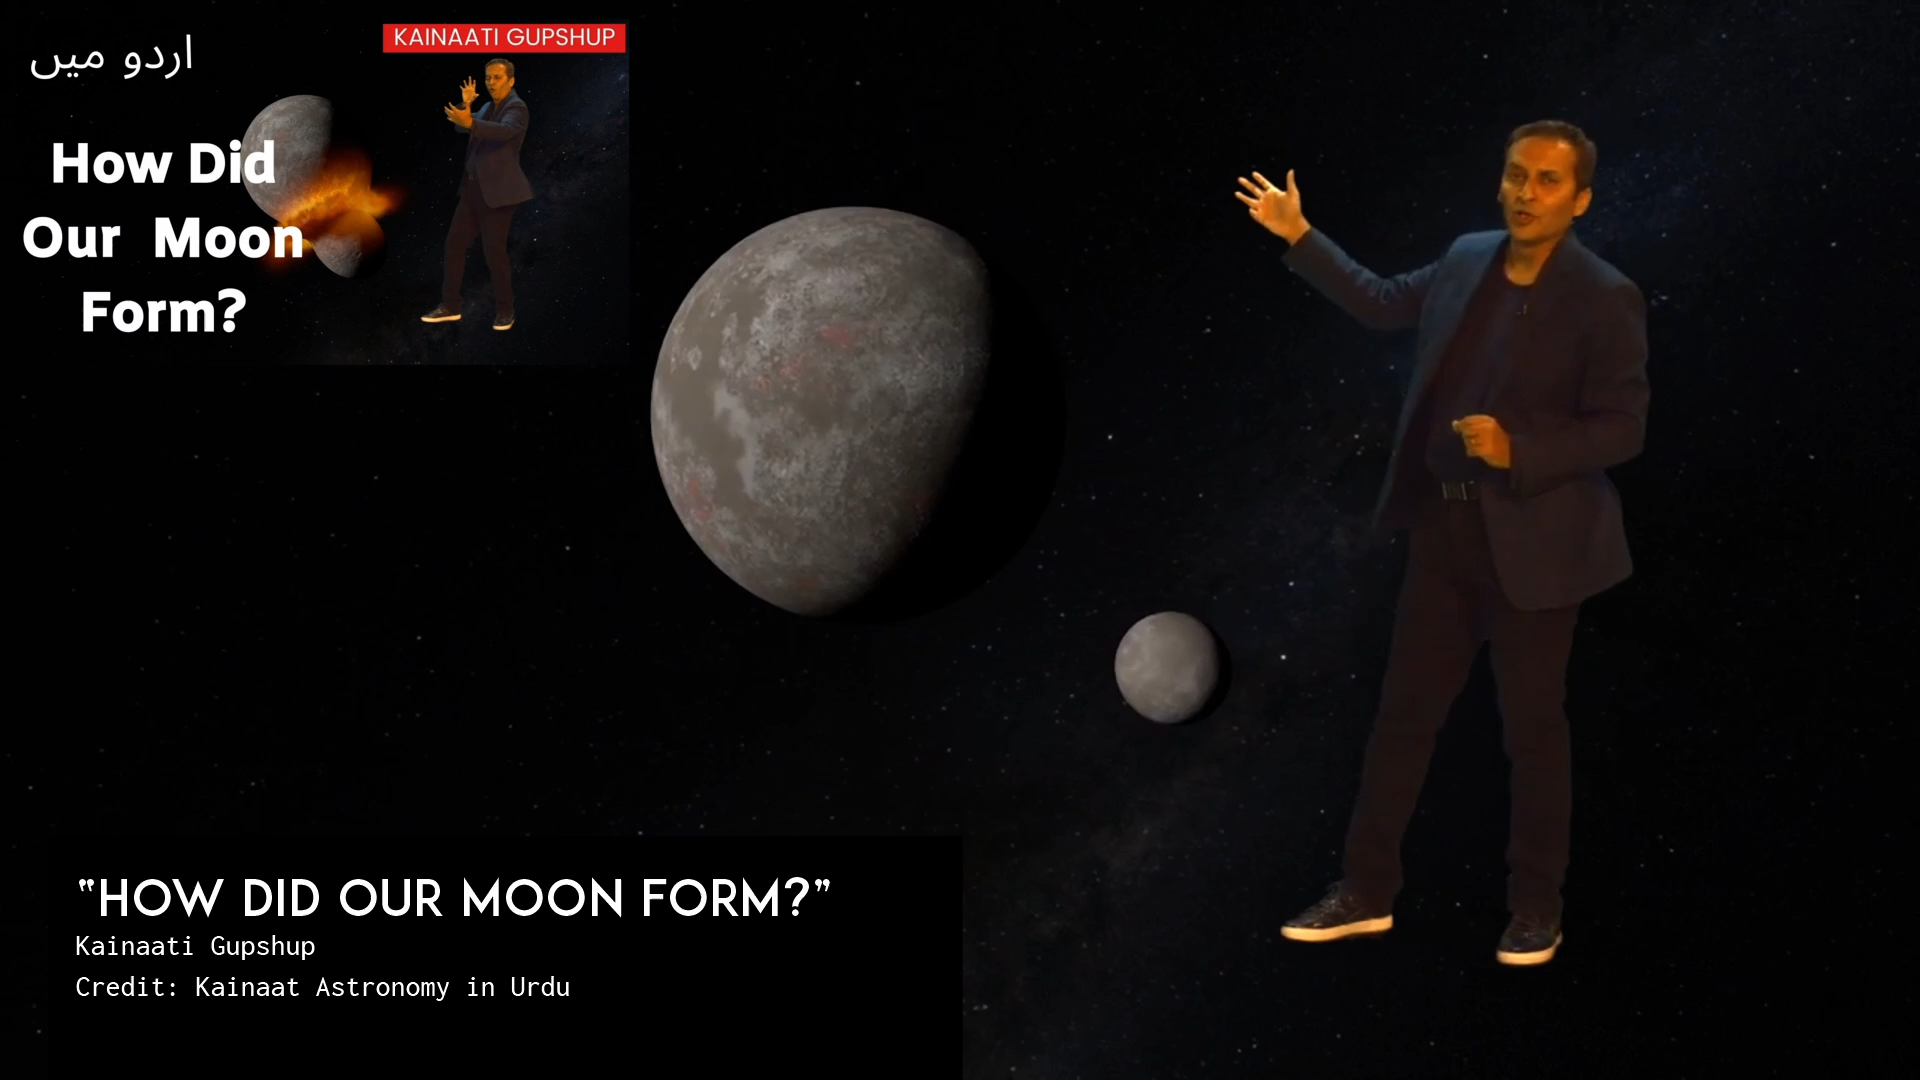 اردو میں
KAINAATI GUPSHUP
How Did
Our Moon
Form?
“HOW DID OUR MOON FORM?”
Kainaati Gupshup
Credit: Kainaat Astronomy in Urdu